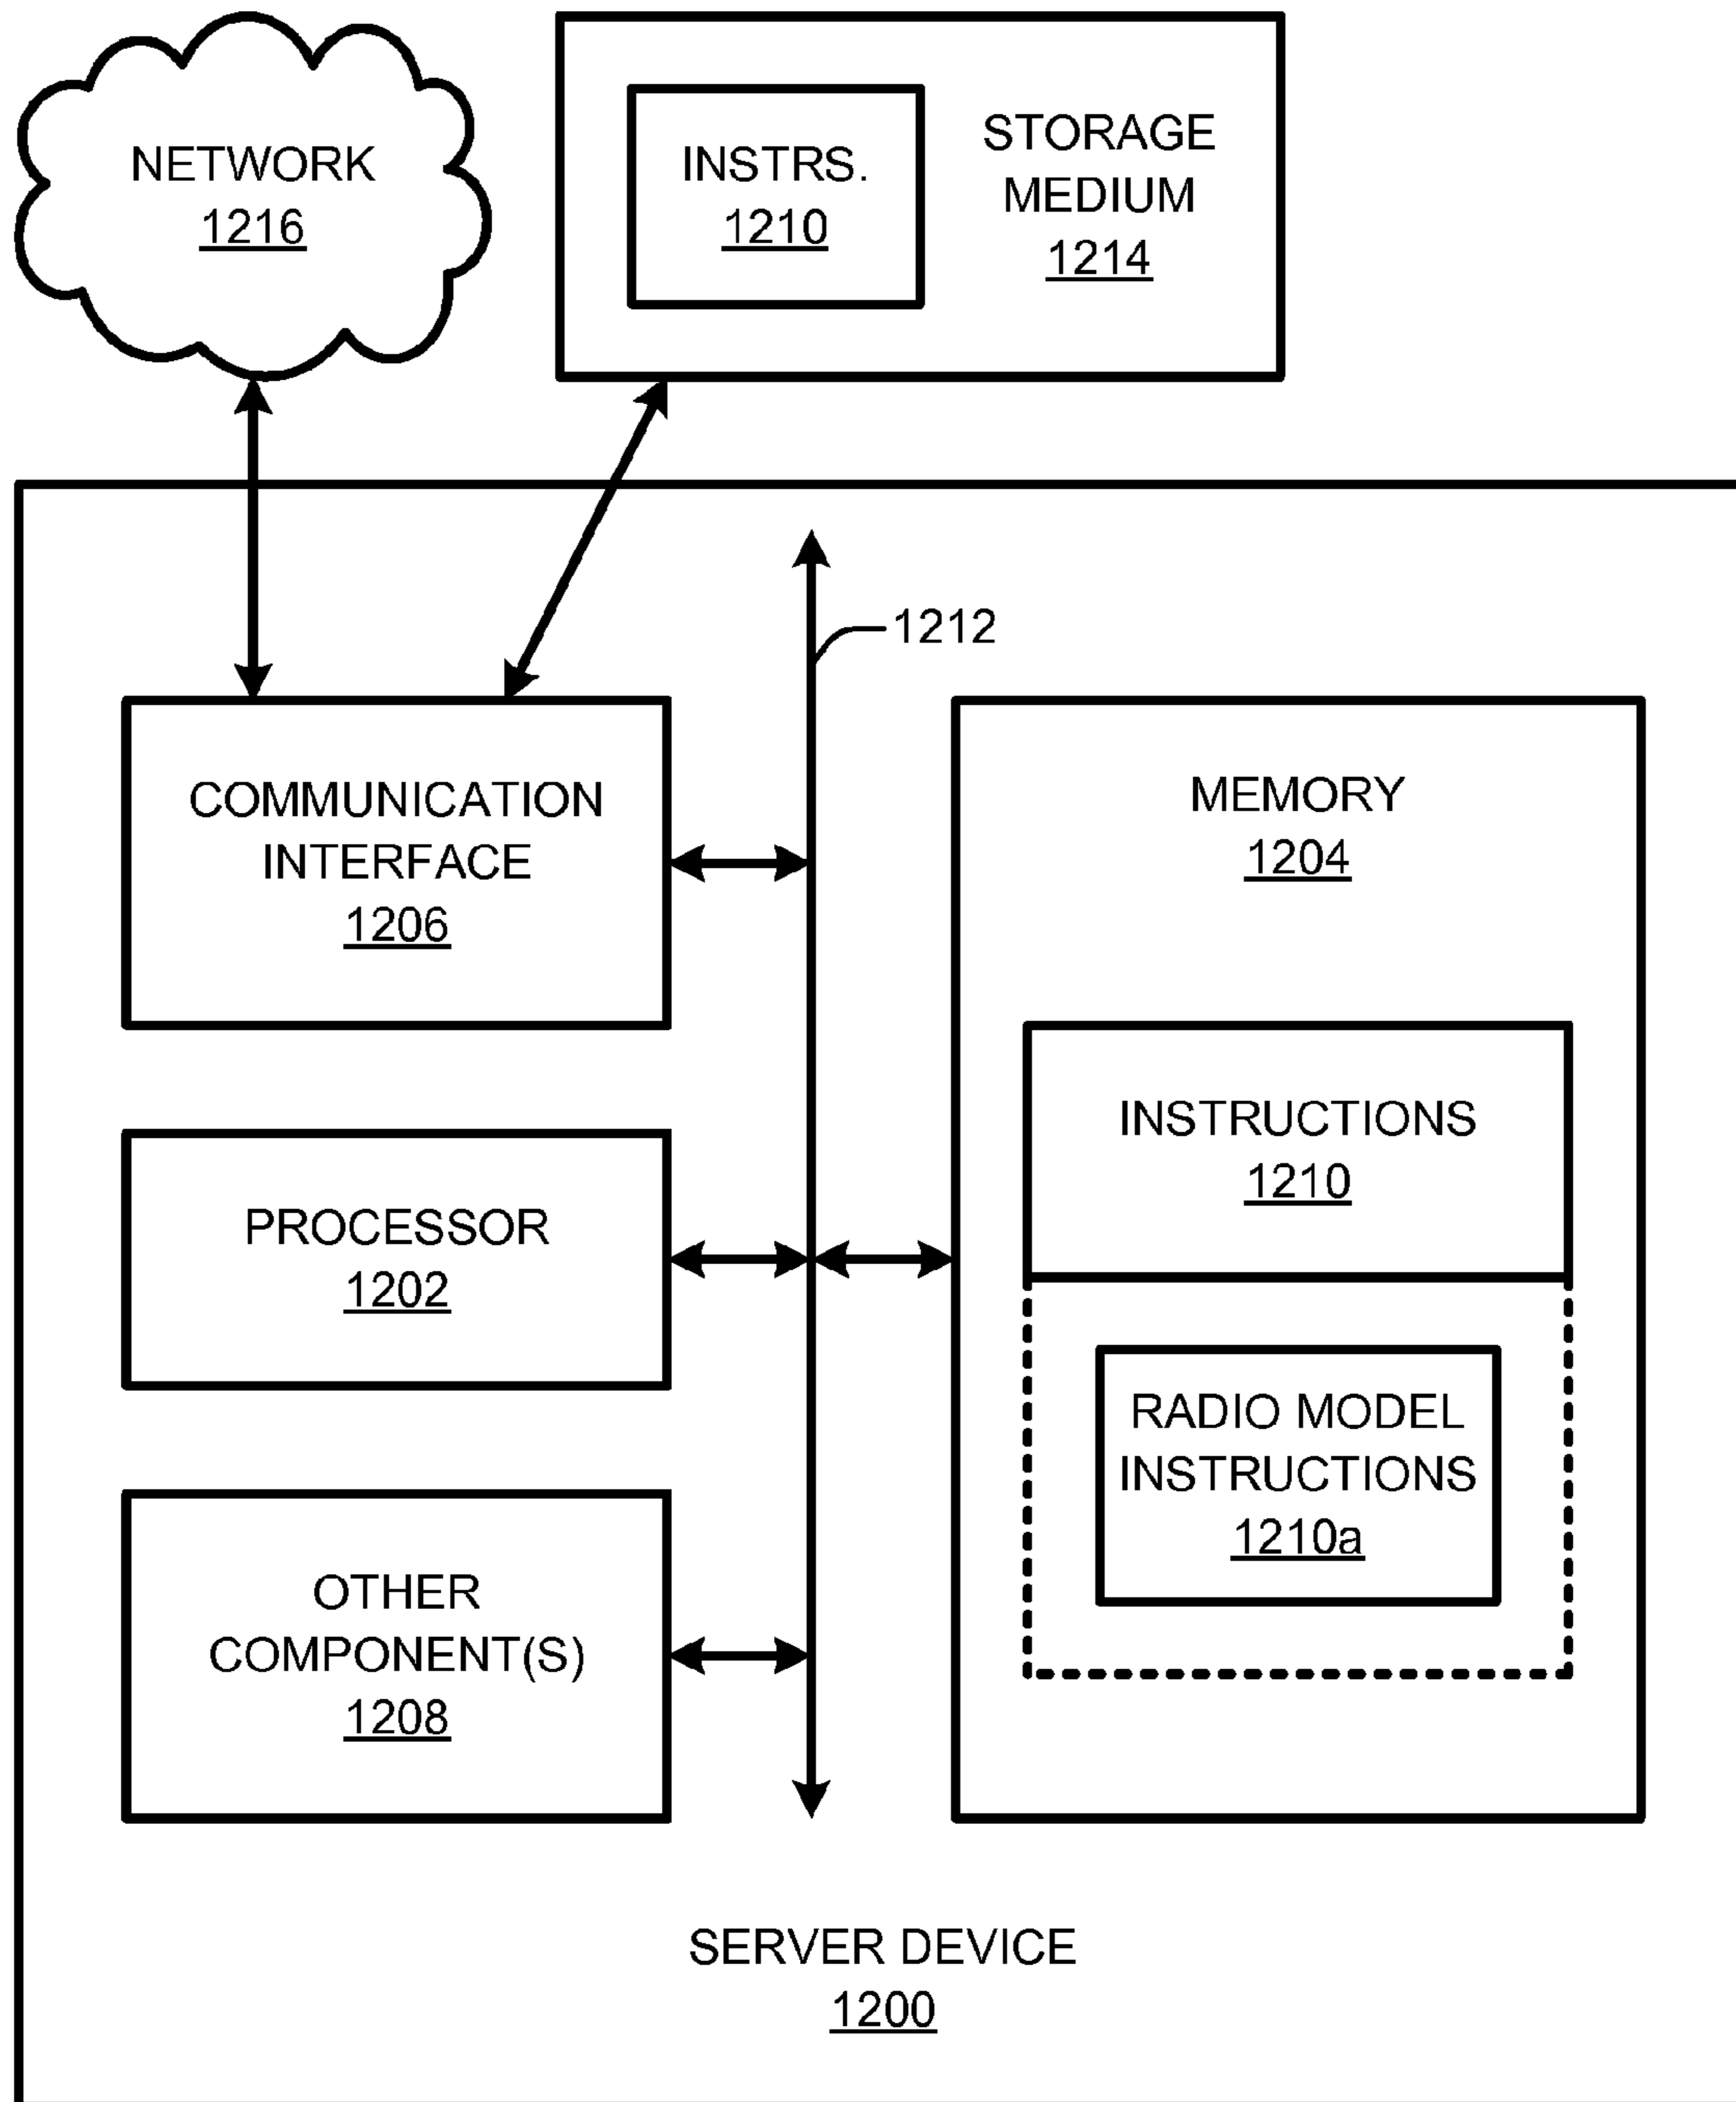 NETWORK
1216
INSTRS.
1210
STORAGE
MEDIUM
1214
1212
COMMUNICATION
INTERFACE
1206
MEMORY
1204
INSTRUCTIONS
1210
PROCESSOR
1202
RADIO MODEL
INSTRUCTIONS
1210a
OTHER
COMPONENT(S)
1208
SERVER DEVICE
1200